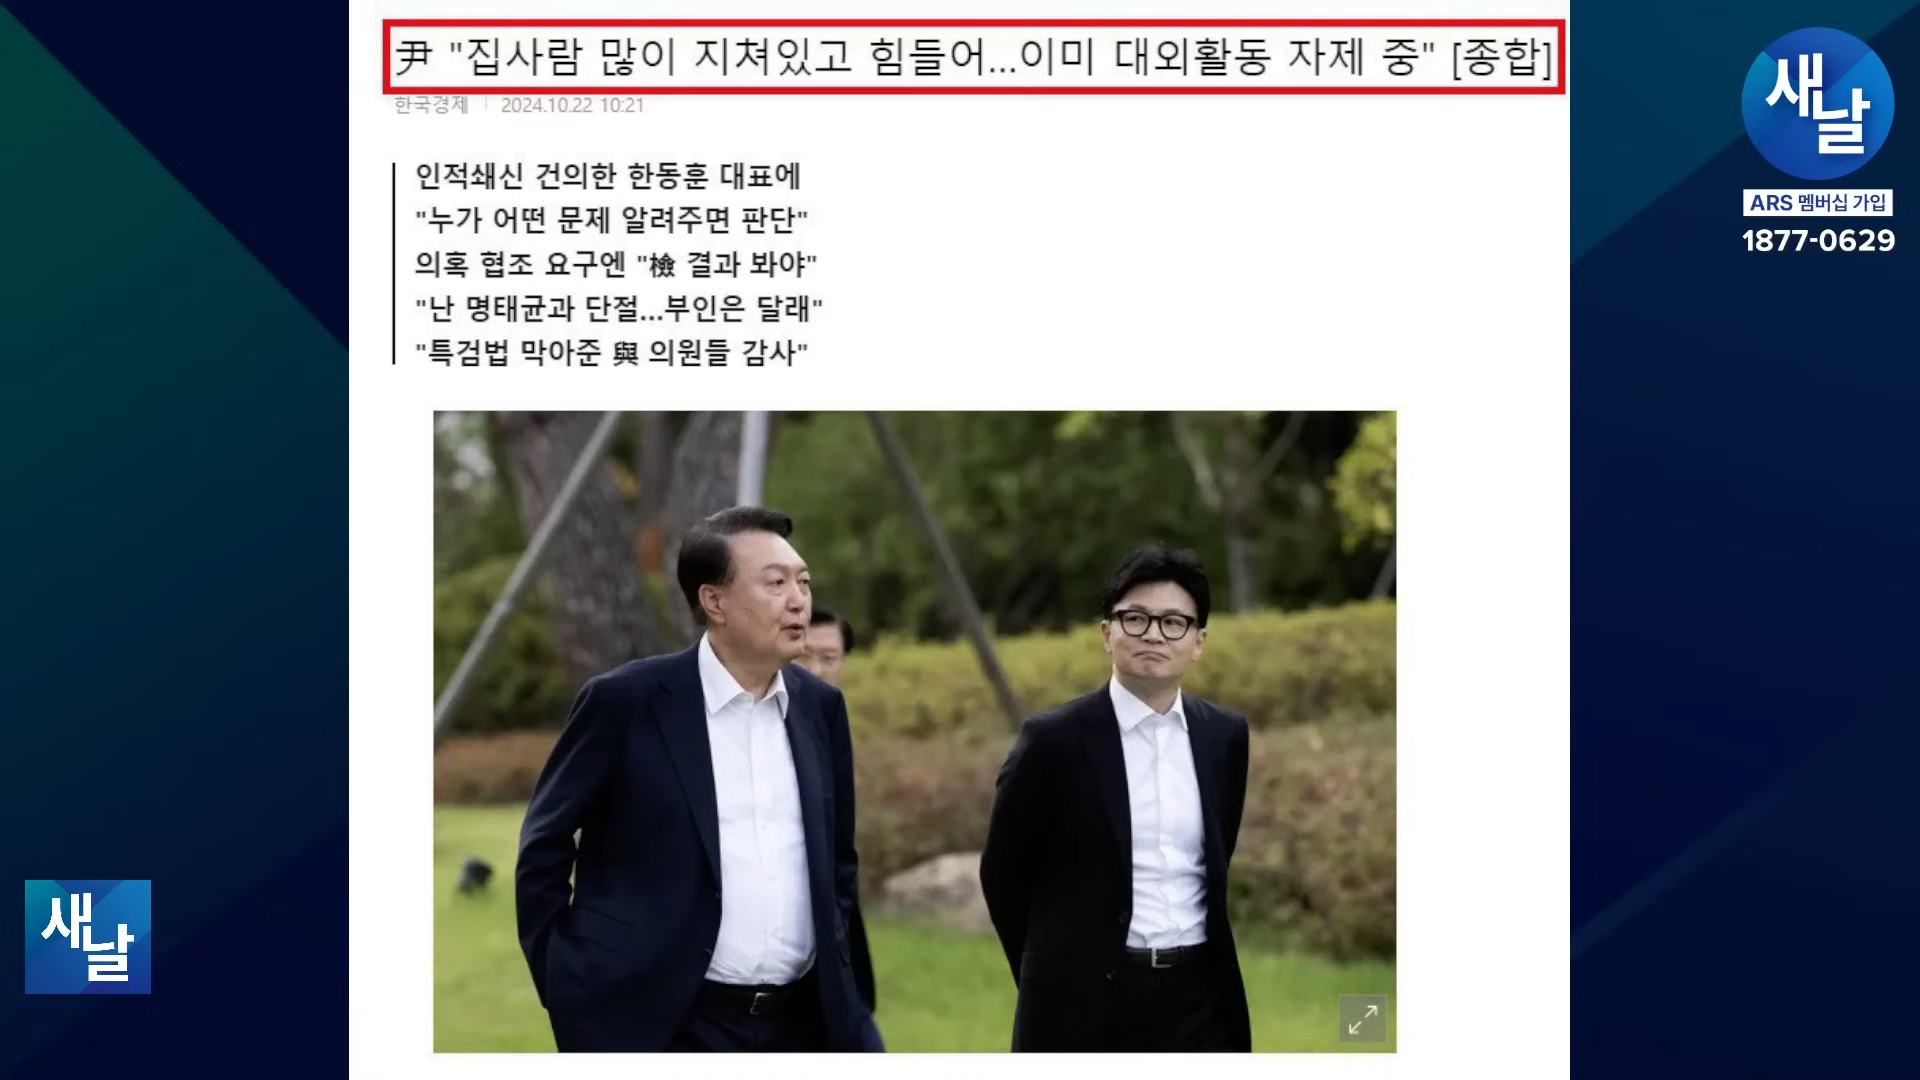 尹 "집사람 많이 지쳐있고 힘들어...이미 대외활동 자제 중" [종합]
한국경제 2024.10.22 10:21
인적쇄신 건의한 한동훈 대표에
"누가 어떤 문제 알려주면 판단"
의혹 협조 요구엔 "檢 결과 봐야"
"난 명태균과 단절...부인은 달래"
"특검법 막아준 與 의원들 감사"
새날
ARS 멤버십 가입
1877-0629
새날